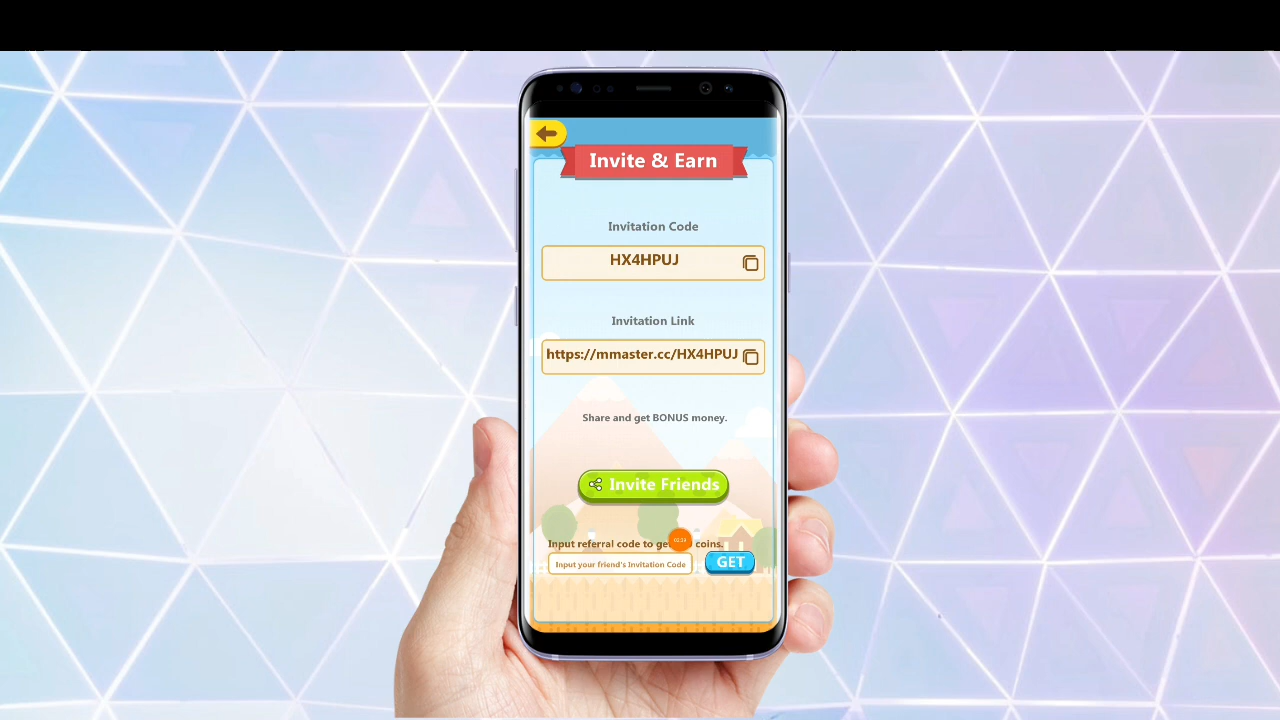 Invite & Earn
Invitation Code
HX4HPUJ
Invitation Link
https://mmaster.cc/HX4HPUJ
Share and get BONUS money.
Invite Friends
Input referral code to get coins.
Input your friend's Invitation Code
GET